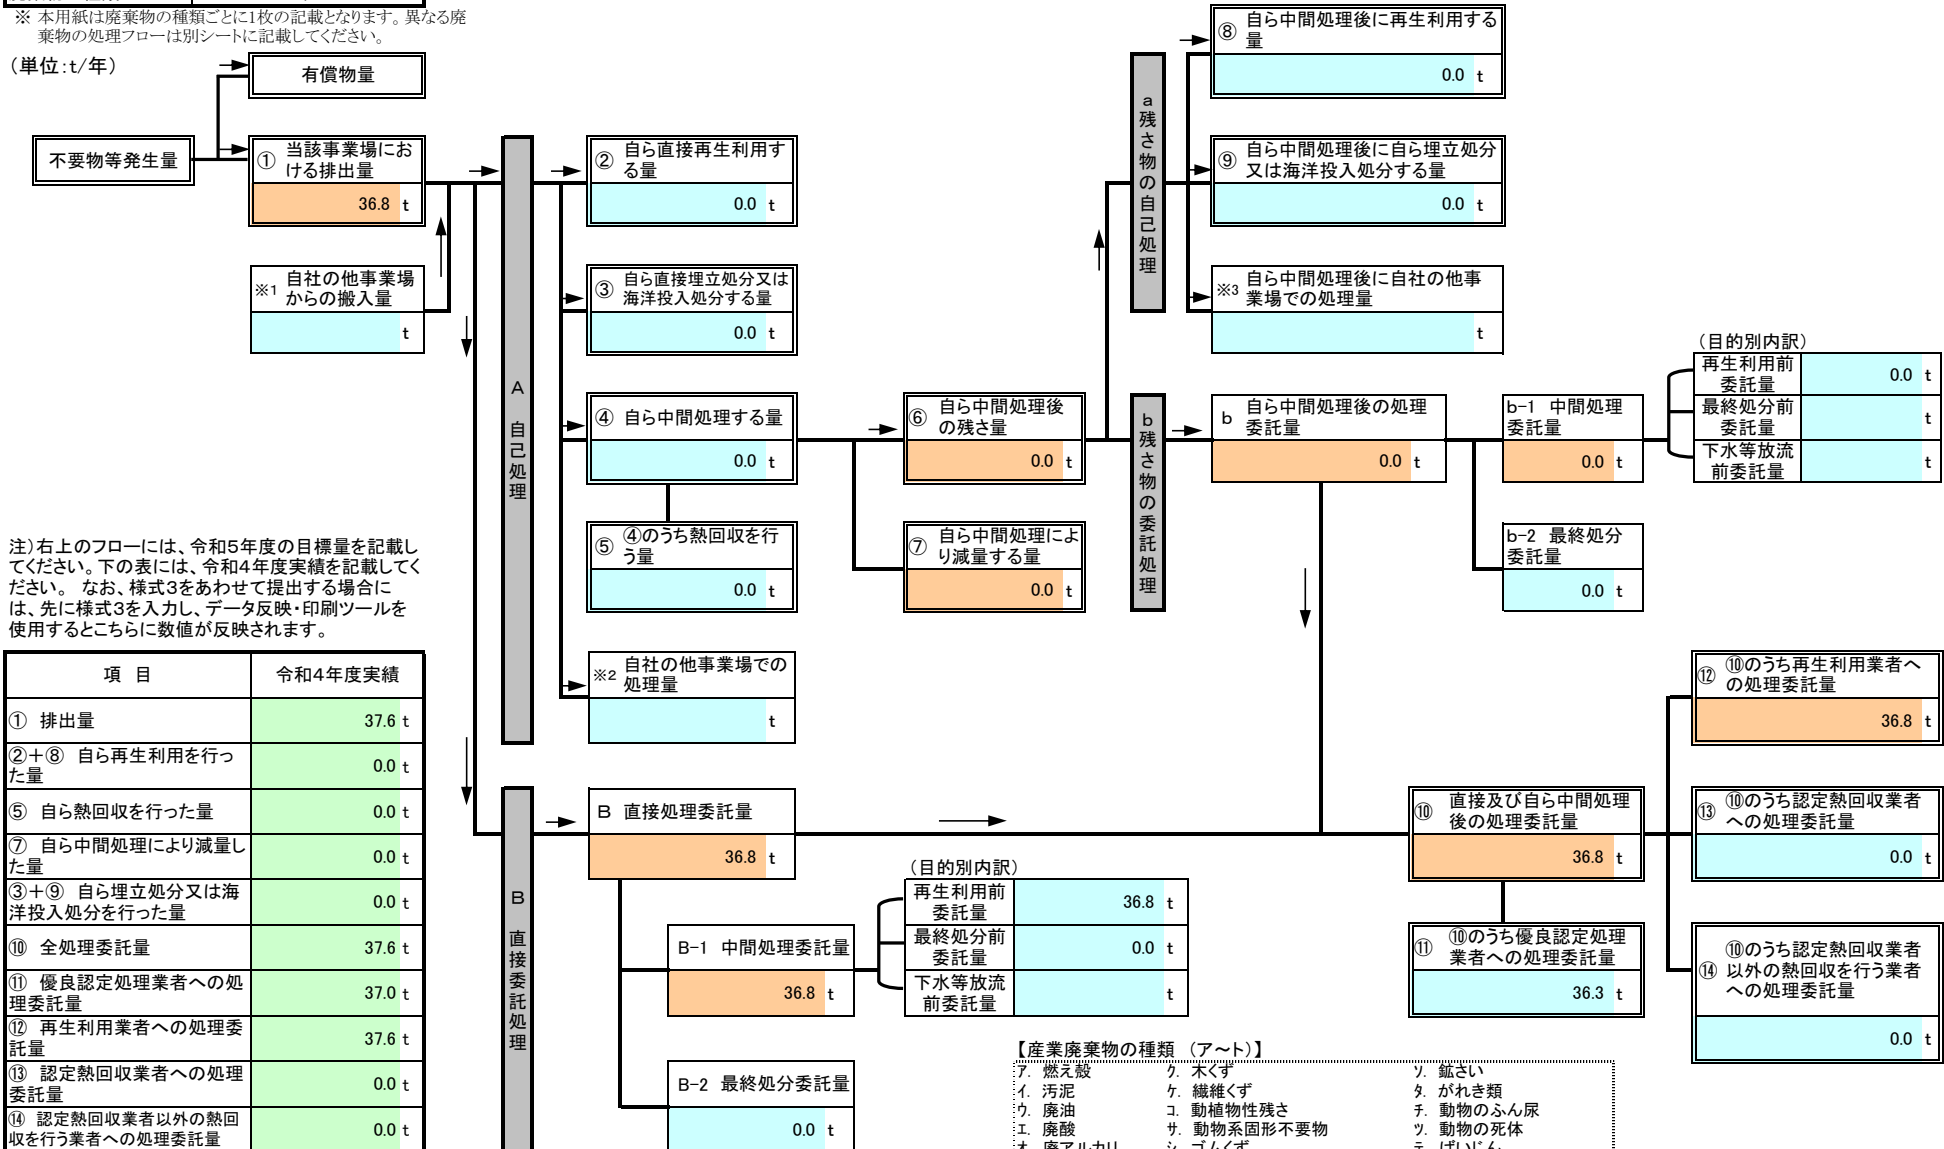 ※ 本用紙は廃棄物の種類ごとに1枚の記載となります。異なる廃
棄物の処理フローは別シートに記載してください。
(単位:t/年)
有償物量
不要物等発生量
① 当該事業場にお
ける排出量
36.8 t
※1 自社の他事業場
からの搬入量
t
A 自己処理
② 自ら直接再生利用す
る量
0.0 t
③ 自ら直接埋立処分又は
海洋投入処分する量
0.0 t
④ 自ら中間処理する量
0.0 t
⑤ ④のうち熱回収を行
う量
0.0 t
※2 自社の他事業場での
処理量
t
⑥ 自ら中間処理後
の残さ量
0.0 t
⑦ 自ら中間処理によ
り減量する量
0.0 t
a残さ物の自己処理
⑧ 自ら中間処理後に再生利用する
量
0.0 t
⑨ 自ら中間処理後に自ら埋立処分
又は海洋投入処分する量
0.0 t
※3 自ら中間処理後に自社の他事
業場での処理量
t
b残さ物の委託処理
b 自ら中間処理後の処理
委託量
0.0 t
b-1 中間処理
委託量
0.0 t
b-2 最終処分
委託量
0.0 t
(目的別内訳)
再生利用前
委託量
0.0 t
最終処分前
委託量
t
下水等放流
前委託量
t
注)右上のフローには、令和5年度の目標量を記載し
てください。下の表には、令和4年度実績を記載してく
ださい。 なお、様式3をあわせて提出する場合に
は、先に様式3を入力し、データ反映・印刷ツールを
使用するとこちらに数値が反映されます。
項 目 令和4年度実績
① 排出量 37.6 t
②+⑧ 自ら再生利用を行っ
た量 0.0 t
⑤ 自ら熱回収を行った量 0.0 t
⑦ 自ら中間処理により減量し
た量 0.0 t
③+⑨ 自ら埋立処分又は海
洋投入処分を行った量 0.0 t
⑩ 全処理委託量 37.6 t
⑪ 優良認定処理業者への処
理委託量 37.0 t
⑫ 再生利用業者への処理委
託量 37.6 t
⑬ 認定熱回収業者への処理
委託量 0.0 t
⑭ 認定熱回収業者以外の熱回
収を行う業者への処理委託量 0.0 t
B 直接委託処理
B 直接処理委託量
36.8 t
B-1 中間処理委託量
36.8 t
B-2 最終処分委託量
0.0 t
(目的別内訳)
再生利用前
委託量
36.8 t
最終処分前
委託量
0.0 t
下水等放流
前委託量
t
⑩ 直接及び自ら中間処理
後の処理委託量
36.8 t
⑪ ⑩のうち優良認定処理
業者への処理委託量
36.3 t
⑫ ⑩のうち再生利用業者へ
の処理委託量
36.8 t
⑬ ⑩のうち認定熱回収業者
への処理委託量
0.0 t
⑭ ⑩のうち認定熱回収業者
以外の熱回収を行う業者
への処理委託量
0.0 t
【産業廃棄物の種類 (ア~ト)】
ア. 燃え殻 ク. 木くず ソ. 鉱さい
イ. 汚泥 ケ. 繊維くず タ. がれき類
ウ. 廃油 コ. 動植物性残さ チ. 動物のふん尿
エ. 廃酸 サ. 動物系固形不要物 ツ. 動物の死体
オ. 廃アルカリ シ. ゴムくず テ. ばいじん